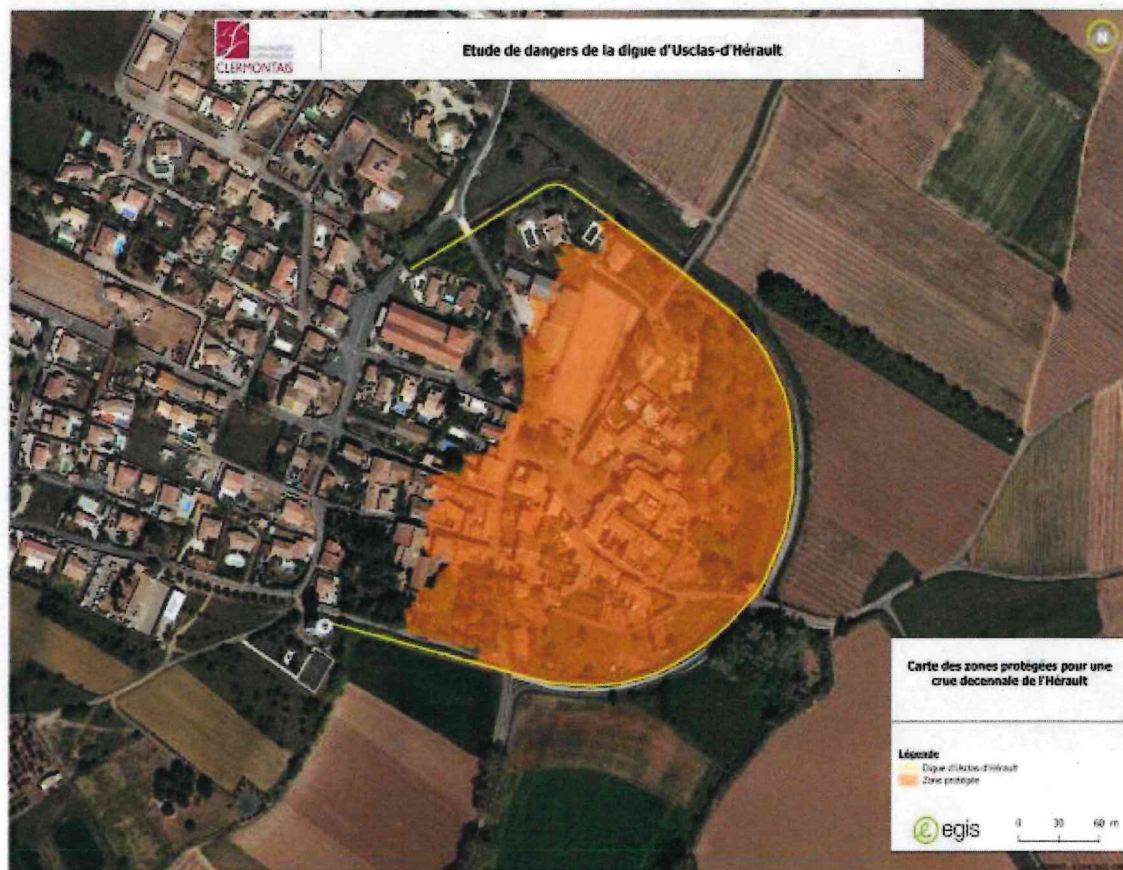 CLERMONTAIS
Etude de dangers de la digue d'Usclas-d'Hérault
N
Carte des zones protégées pour une
crue decennale de l'Hérault
Légende
Digue d'Usclas-d'Hérault
Zone protégée
egis
0 30 60 m